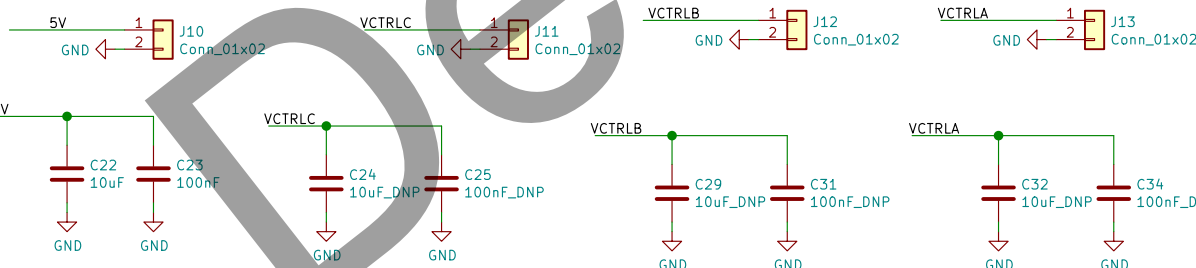 5V 1 J10
GND 2 Conn_01x02
VCTRLC 1 J11
GND 2 Conn_01x02
VCTRLB 1 J12
GND 2 Conn_01x02
VCTRLA 1 J13
GND 2 Conn_01x02
V
C22
10uF
GND
C23
100nF
GND
VCTRLC
C24
10uF_DNP
GND
C25
100nF_DNP
GND
VCTRLB
C29
10uF_DNP
GND
C31
100nF_DNP
GND
VCTRLA
C32
10uF_DNP
GND
C34
100nF_D
GND